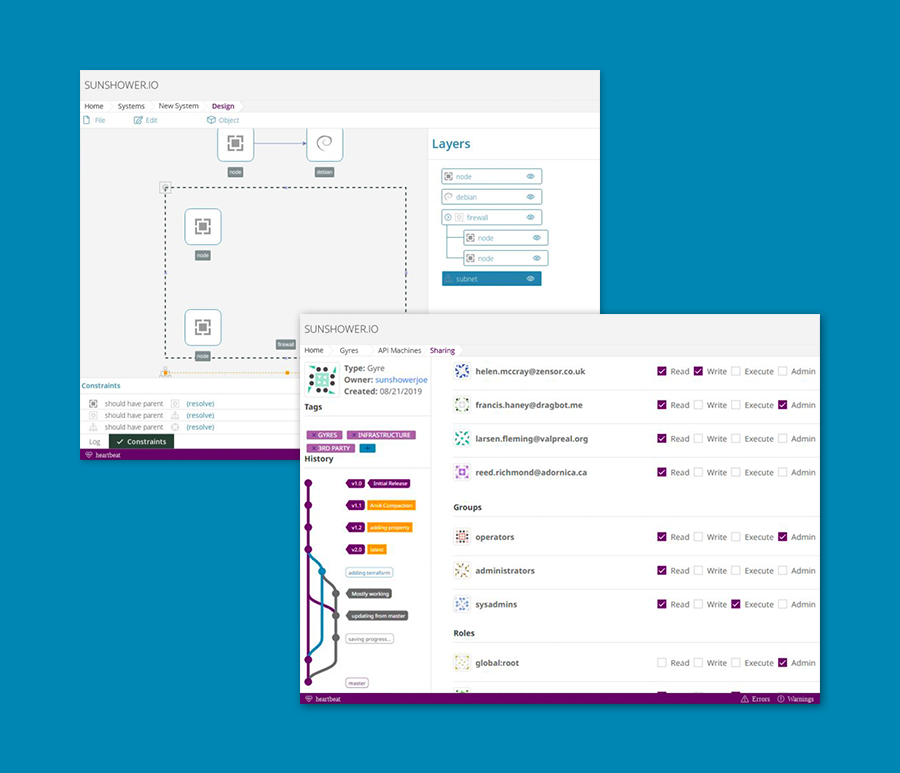 SUNSHOWER.IO
Home Systems New System Design
File Edit Object
node debian
node
node
firewall
Layers
node
debian
firewall
node
node
subnet
Constraints
should have parent (resolve)
should have parent (resolve)
should have parent (resolve)
Log Constraints
heartbeat
SUNSHOWER.IO
Home Gyres API Machines Sharing
Type: Gyre
Owner: sunshowerjoe
Created: 08/21/2019
Tags
GYRES INFRASTRUCTURE
3RD PARTY
History
v1.0 Initial Release
v1.1 Anvil Compaction
v1.2 adding property
v2.0 latest
adding terraform
Mostly working
updating from master
saving progress...
master
helen.mccray@zensor.co.uk Read Write Execute Admin
francis.haney@dragbot.me Read Write Execute Admin
larsen.fleming@valpreal.org Read Write Execute Admin
reed.richmond@adornica.ca Read Write Execute Admin
Groups
operators Read Write Execute Admin
administrators Read Write Execute Admin
sysadmins Read Write Execute Admin
Roles
global:root Read Write Execute Admin
heartbeat Errors Warnings